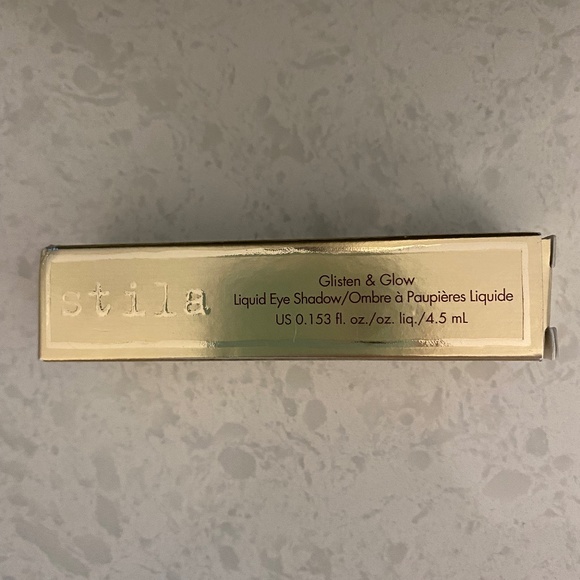 stila
Glisten & Glow
Liquid Eye Shadow/Ombre à Paupières Liquide
US 0.153 fl. oz./oz. liq./4.5 mL